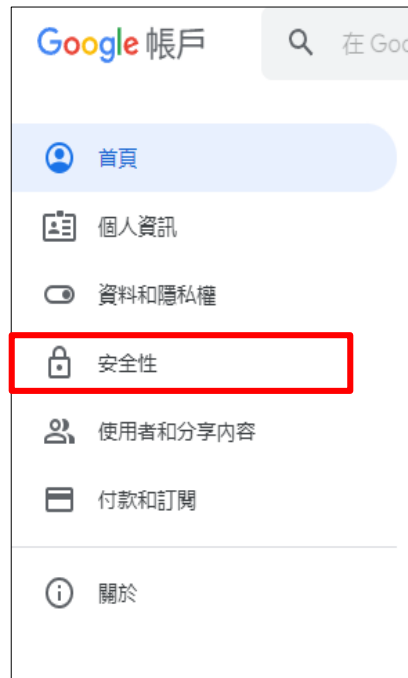 Google 帳戶
在 Goo
首頁
個人資訊
資料和隱私權
安全性
使用者和分享內容
付款和訂閱
關於